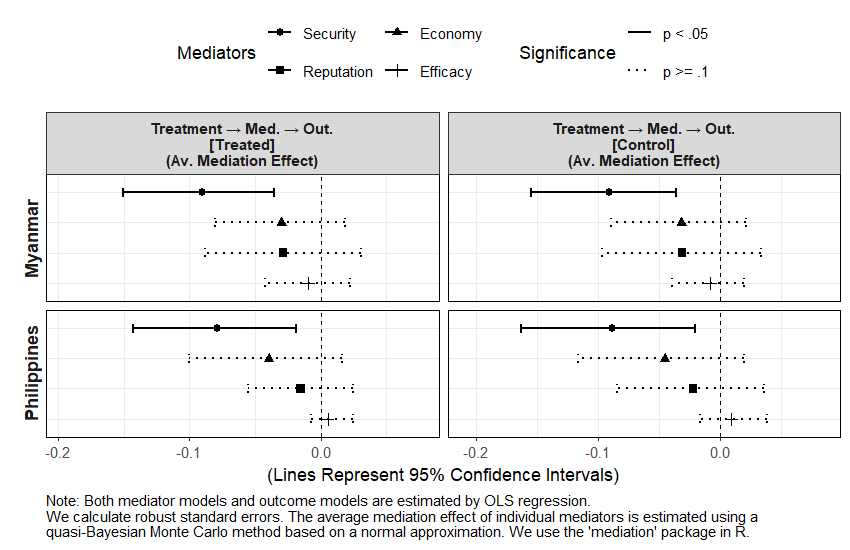 Mediators
Security
Economy
Reputation
Efficacy
Significance
p < .05
p >= .1
Treatment → Med. → Out.
[Treated]
(Av. Mediation Effect)
Treatment → Med. → Out.
[Control]
(Av. Mediation Effect)
Myanmar
Philippines
-0.2
-0.1
0.0
-0.2
-0.1
0.0
(Lines Represent 95% Confidence Intervals)
Note: Both mediator models and outcome models are estimated by OLS regression.
We calculate robust standard errors. The average mediation effect of individual mediators is estimated using a
quasi-Bayesian Monte Carlo method based on a normal approximation. We use the 'mediation' package in R.